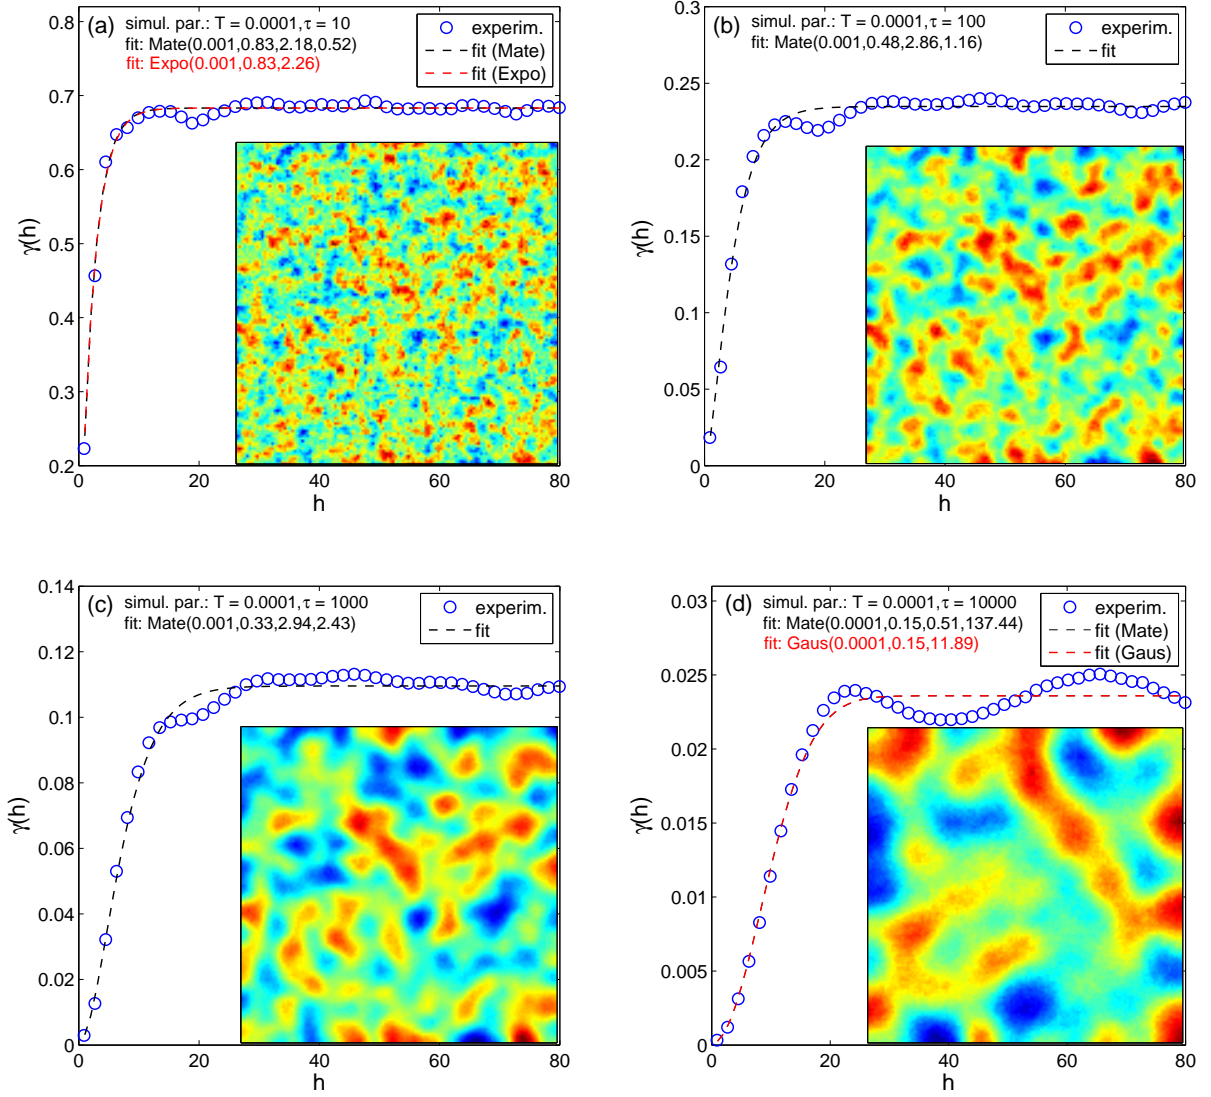 (a) simul. par.: T = 0.0001,τ = 10
fit: Mate(0.001,0.83,2.18,0.52)
fit: Expo(0.001,0.83,2.26)
experim.
fit (Mate)
fit (Expo)
0.8
0.7
0.6
0.5
0.4
0.3
0.2
γ(h)
0 20 40 60 80
h
(b) simul. par.: T = 0.0001,τ = 100
fit: Mate(0.001,0.48,2.86,1.16)
experim.
fit
0.3
0.25
0.2
0.15
0.1
0.05
0
γ(h)
0 20 40 60 80
h
(c) simul. par.: T = 0.0001,τ = 1000
fit: Mate(0.001,0.33,2.94,2.43)
experim.
fit
0.14
0.12
0.1
0.08
0.06
0.04
0.02
0
γ(h)
0 20 40 60 80
h
(d) simul. par.: T = 0.0001,τ = 10000
fit: Mate(0.001,0.15,0.51,137.44)
fit: Gaus(0.0001,0.15,11.89)
experim.
fit (Mate)
fit (Gaus)
0.03
0.025
0.02
0.015
0.01
0.005
0
γ(h)
0 20 40 60 80
h